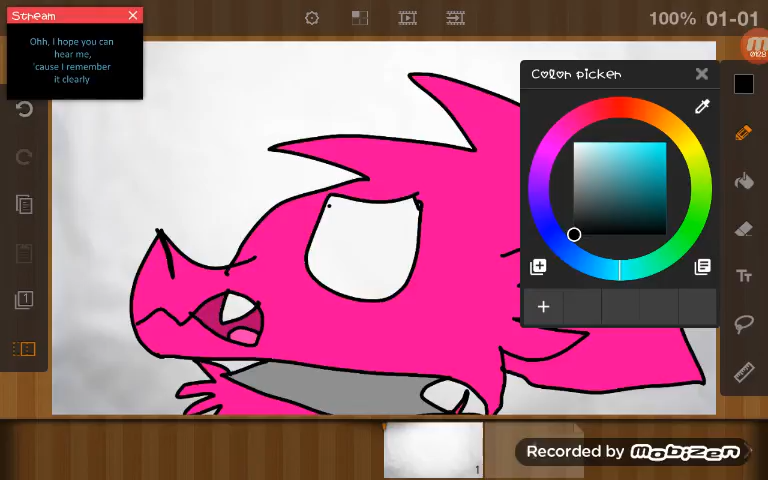 Stream
Ohh, I hope you can
hear me,
'cause I remember
it clearly
100% 01-01
Color picker
1
Tт
1
Recorded by mobizen